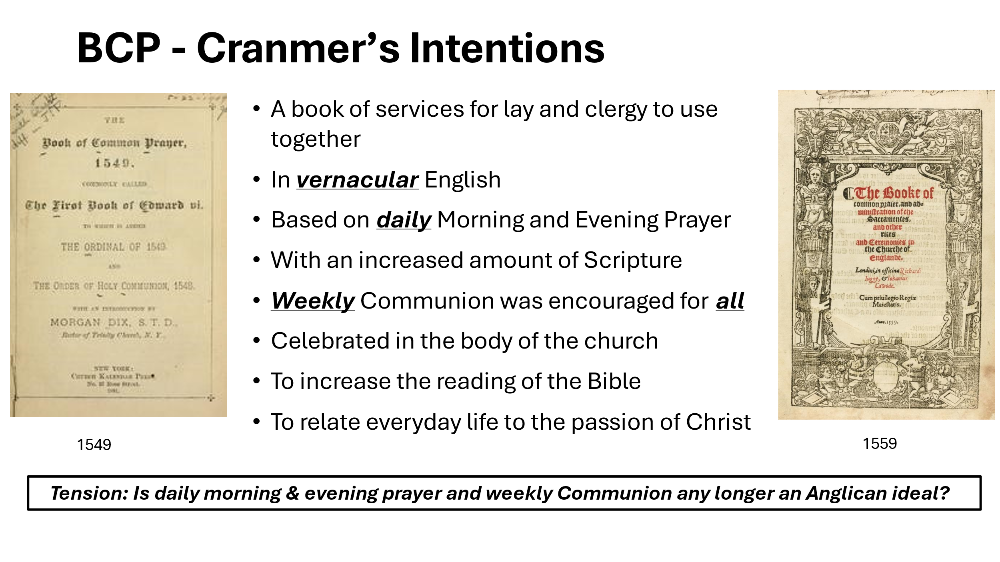 BCP - Cranmer’s Intentions
THE
Book of Common Prayer,
1549.
COMMONLY CALLED
The First Book of Edward vi.
TO WHICH IS ADDED
THE ORDINAL OF 1549
AND
THE ORDER OF HOLY COMMUNION, 1548.
WITH AN INTRODUCTION BY
MORGAN DIX, S. T. D.,
Rector of Trinity Church, N. Y.,
NEW YORK:
CHURCH KALENDAR PRESS
1549
• A book of services for lay and clergy to use
together
• In vernacular English
• Based on daily Morning and Evening Prayer
• With an increased amount of Scripture
• Weekly Communion was encouraged for all
• Celebrated in the body of the church
• To increase the reading of the Bible
• To relate everyday life to the passion of Christ
The Booke of
common praier, and ad-
ministration of the
Sacramentes,
and other
rites
and Ceremonies in
the Churche of
Englande.
Londini, in officina Richardi
Iugge, & Iohannis
Cawode.
Cum priuilegio Regiæ
Maiestatis.
Anno. 1559.
1559
Tension: Is daily morning & evening prayer and weekly Communion any longer an Anglican ideal?